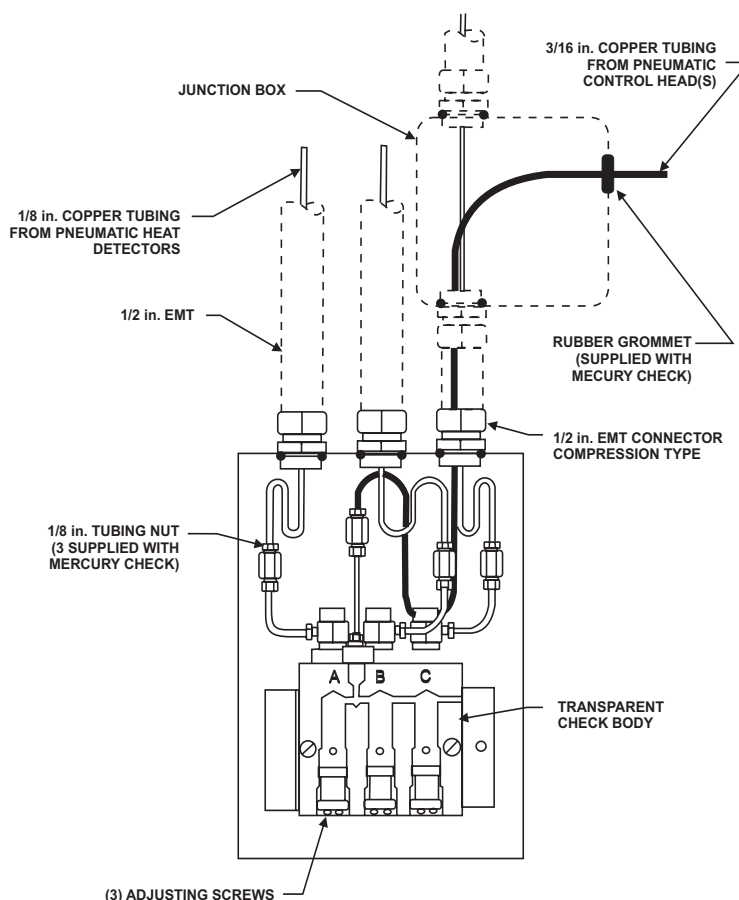 3/16 in. COPPER TUBING
FROM PNEUMATIC
CONTROL HEAD(S)
JUNCTION BOX
1/8 in. COPPER TUBING
FROM PNEUMATIC HEAT
DETECTORS
1/2 in. EMT
RUBBER GROMMET
(SUPPLIED WITH
MECURY CHECK)
1/2 in. EMT CONNECTOR
COMPRESSION TYPE
1/8 in. TUBING NUT
(3 SUPPLIED WITH
MERCURY CHECK)
A B C
TRANSPARENT
CHECK BODY
(3) ADJUSTING SCREWS